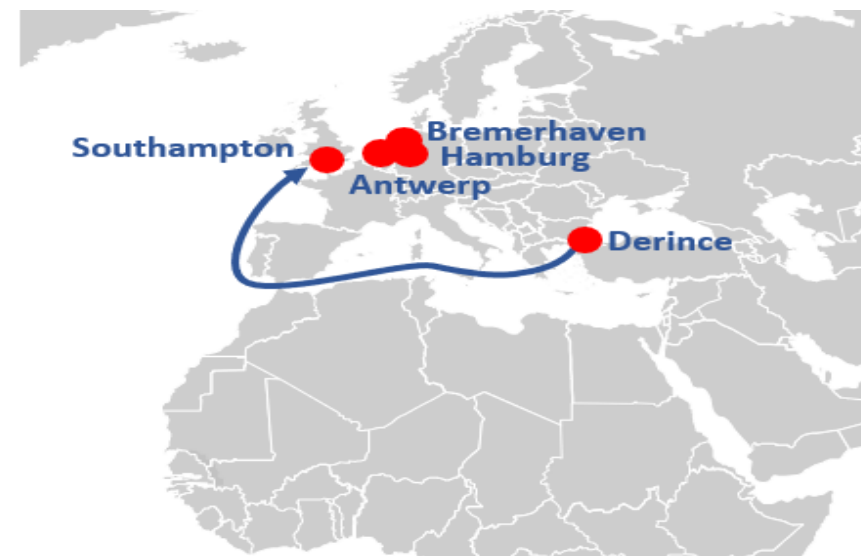 Bremerhaven
Southampton
Hamburg
Antwerp
Derince